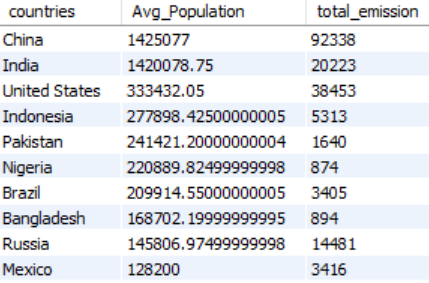 countries Avg_Population total_emission
China 1425077 92338
India 1420078.75 20223
United States 333432.05 38453
Indonesia 277898.42500000005 5313
Pakistan 241421.20000000004 1640
Nigeria 220889.82499999998 874
Brazil 209914.55000000005 3405
Bangladesh 168702.19999999995 894
Russia 145806.97499999998 14481
Mexico 128200 3416